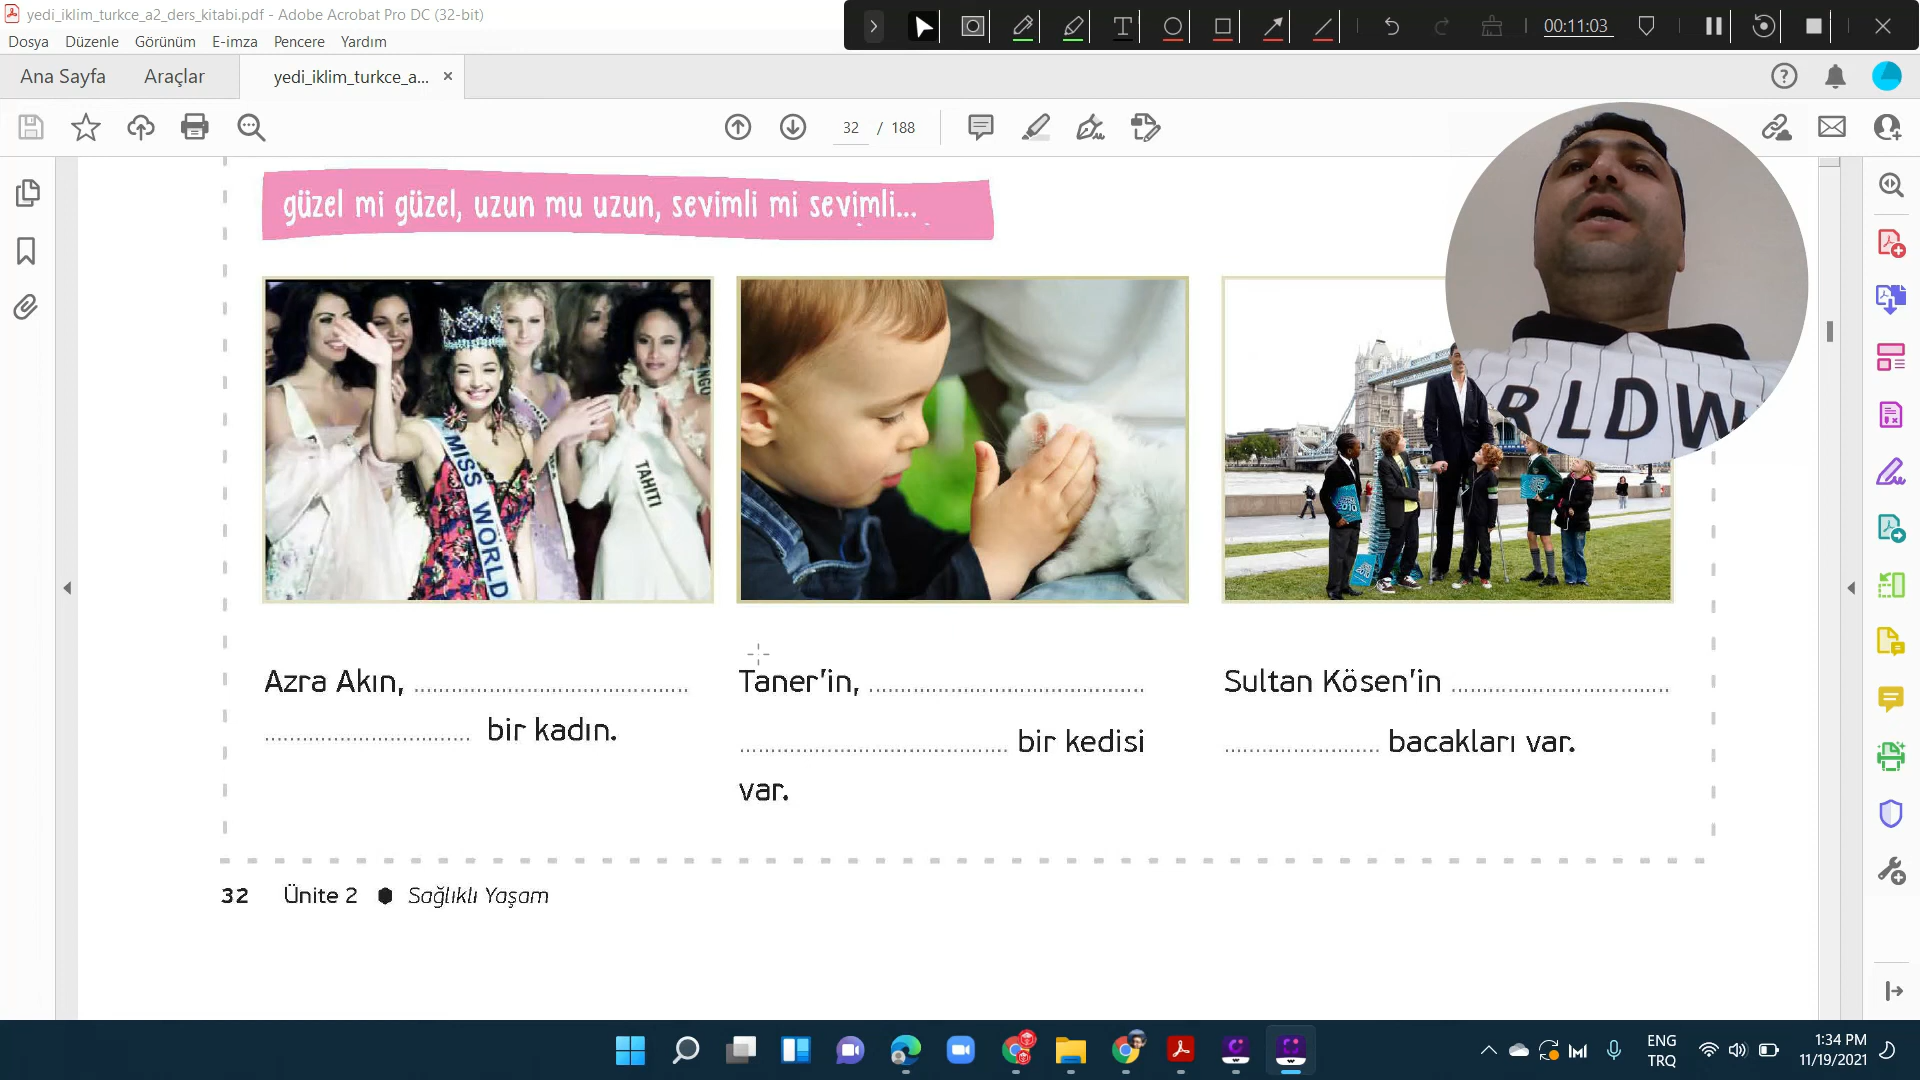 yedi_iklim_turkce_a2_ders_kitabi.pdf - Adobe Acrobat Pro DC (32-bit)
00:11:03
Dosya Düzenle Görünüm E-imza Pencere Yardım
Ana Sayfa Araçlar yedi_iklim_turkce_a...
32 / 188
güzel mi güzel, uzun mu uzun, sevimli mi sevimli...
MISS WORLD
TAHITI
RLDW
Azra Akın, ....................................
........................... bir kadın.
Taner'in, ....................................
.................................... bir kedisi
var.
Sultan Kösen'in .............................
..................... bacakları var.
32 Ünite 2 Sağlıklı Yaşam
ENG
TRQ
1:34 PM
11/19/2021